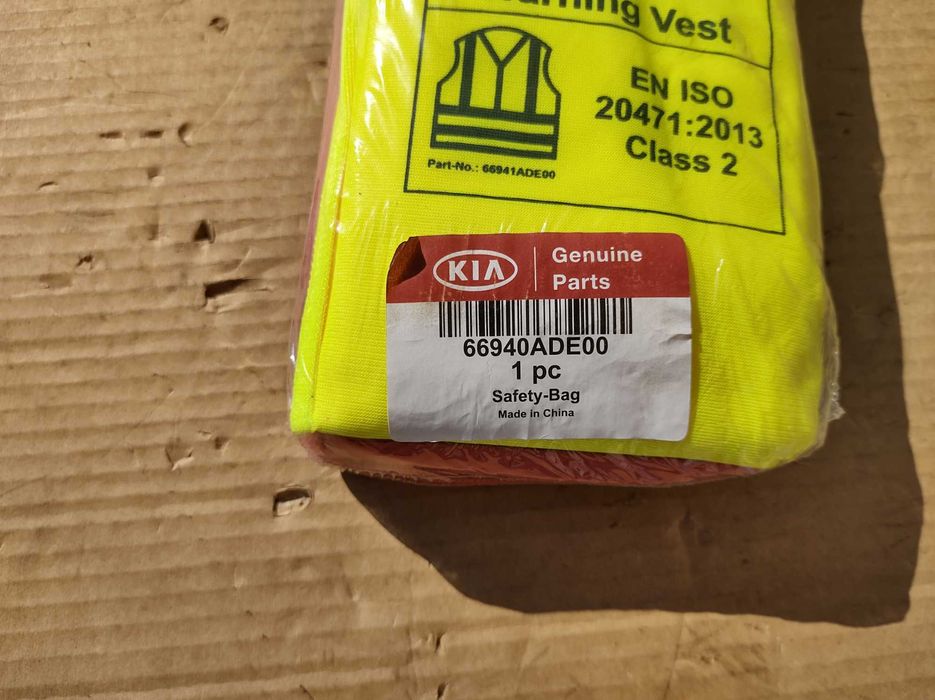 Warning Vest
EN ISO
20471:2013
Class 2
Part-No.: 66941ADE00
KIA
Genuine
Parts
66940ADE00
1 pc
Safety-Bag
Made in China